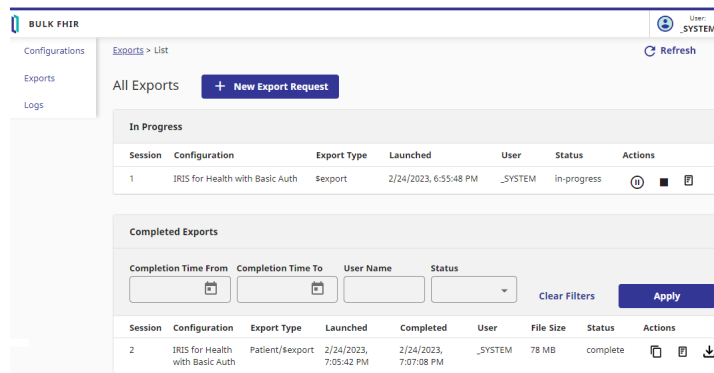 BULK FHIR
User:
_SYSTEM
Configurations
Exports
Logs
Exports > List
Refresh
All Exports
+ New Export Request
In Progress
Session Configuration Export Type Launched User Status Actions
1 IRIS for Health with Basic Auth $export 2/24/2023, 6:55:48 PM _SYSTEM in-progress
Completed Exports
Completion Time From Completion Time To User Name Status
Clear Filters Apply
Session Configuration Export Type Launched Completed User File Size Status Actions
2 IRIS for Health Patient/$export 2/24/2023, 2/24/2023, _SYSTEM 78 MB complete
with Basic Auth 7:05:42 PM 7:07:08 PM